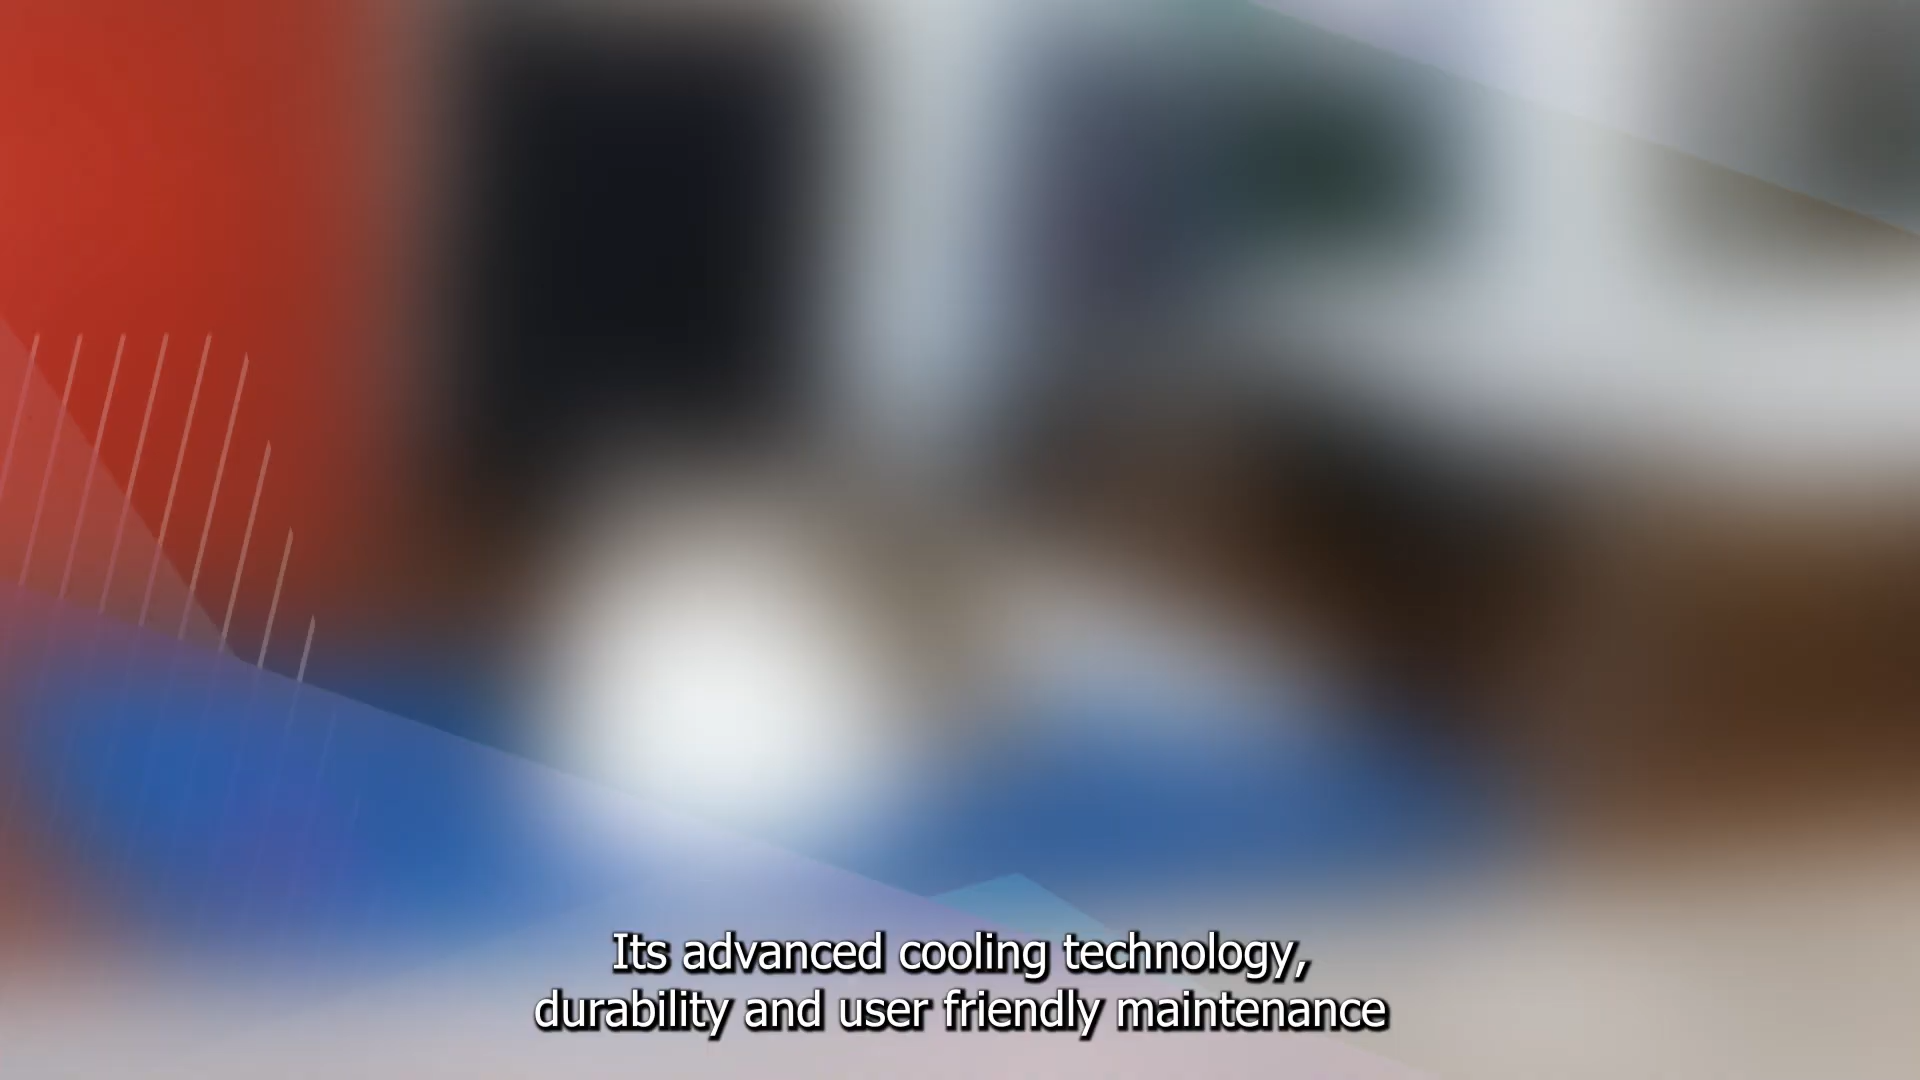 Its advanced cooling technology,
durability and user friendly maintenance